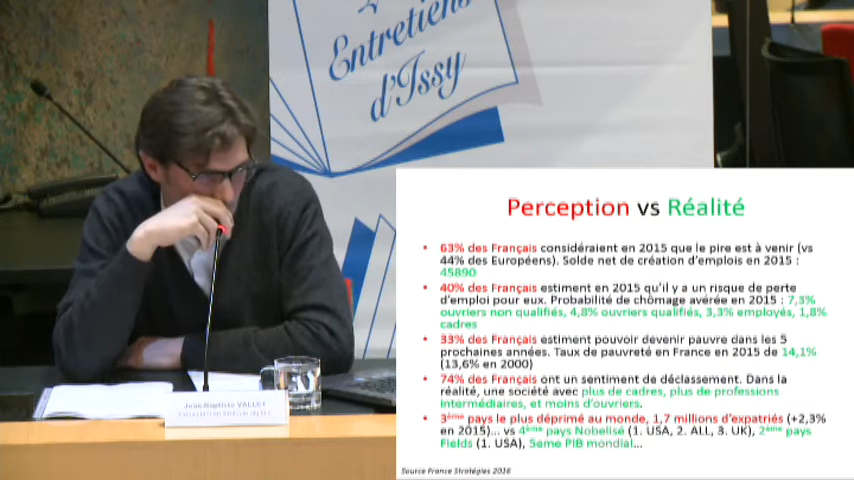 Entretiens
d'Issy
Jean-Baptiste VALLET
Perception vs Réalité
• 63% des Français considéraient en 2015 que le pire est à venir (vs
44% des Européens). Solde net de création d'emplois en 2015 :
45890
• 40% des Français estiment en 2015 qu'il y a un risque de perte
d'emploi pour eux. Probabilité de chômage avérée en 2015 : 7,3%
ouvriers non qualifiés, 4,8% ouvriers qualifiés, 3,3% employés, 1,8%
cadres
• 33% des Français estiment pouvoir devenir pauvre dans les 5
prochaines années. Taux de pauvreté en France en 2015 de 14,1%
(13,6% en 2000)
• 74% des Français ont un sentiment de déclassement. Dans la
réalité, une société avec plus de cadres, plus de professions
intermédiaires, et moins d'ouvriers.
• 3ème pays le plus déprimé au monde, 1,7 millions d'expatriés (+2,3%
en 2015)... vs 4ème pays Nobelisé (1. USA, 2. ALL, 3. UK), 2ème pays
Fields (1. USA), 5eme PIB mondial...
Source France Stratégies 2016